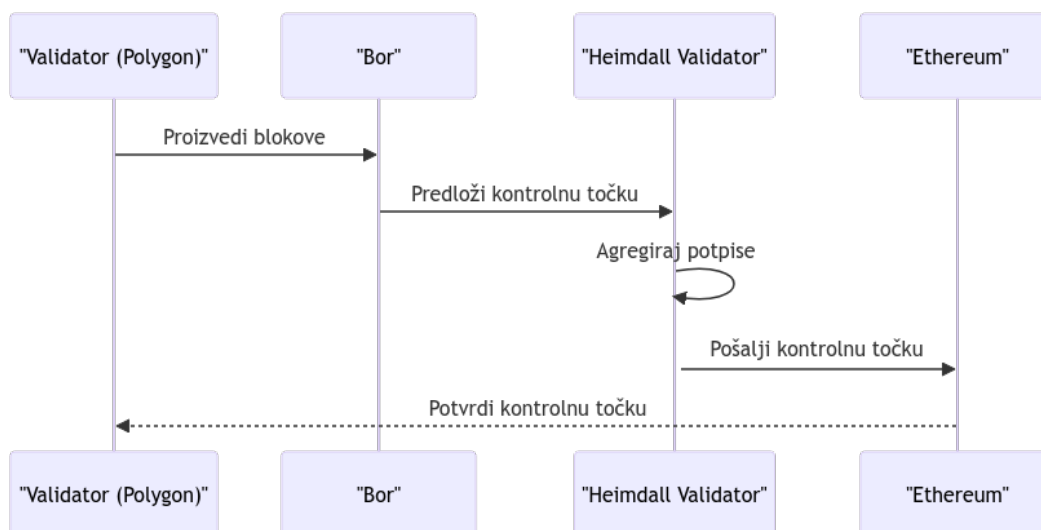 "Validator (Polygon)"
"Bor"
"Heimdall Validator"
"Ethereum"
Proizvedi blokove
Predloži kontrolnu točku
Agregiraj potpise
Pošalji kontrolnu točku
Potvrdi kontrolnu točku
"Validator (Polygon)"
"Bor"
"Heimdall Validator"
"Ethereum"